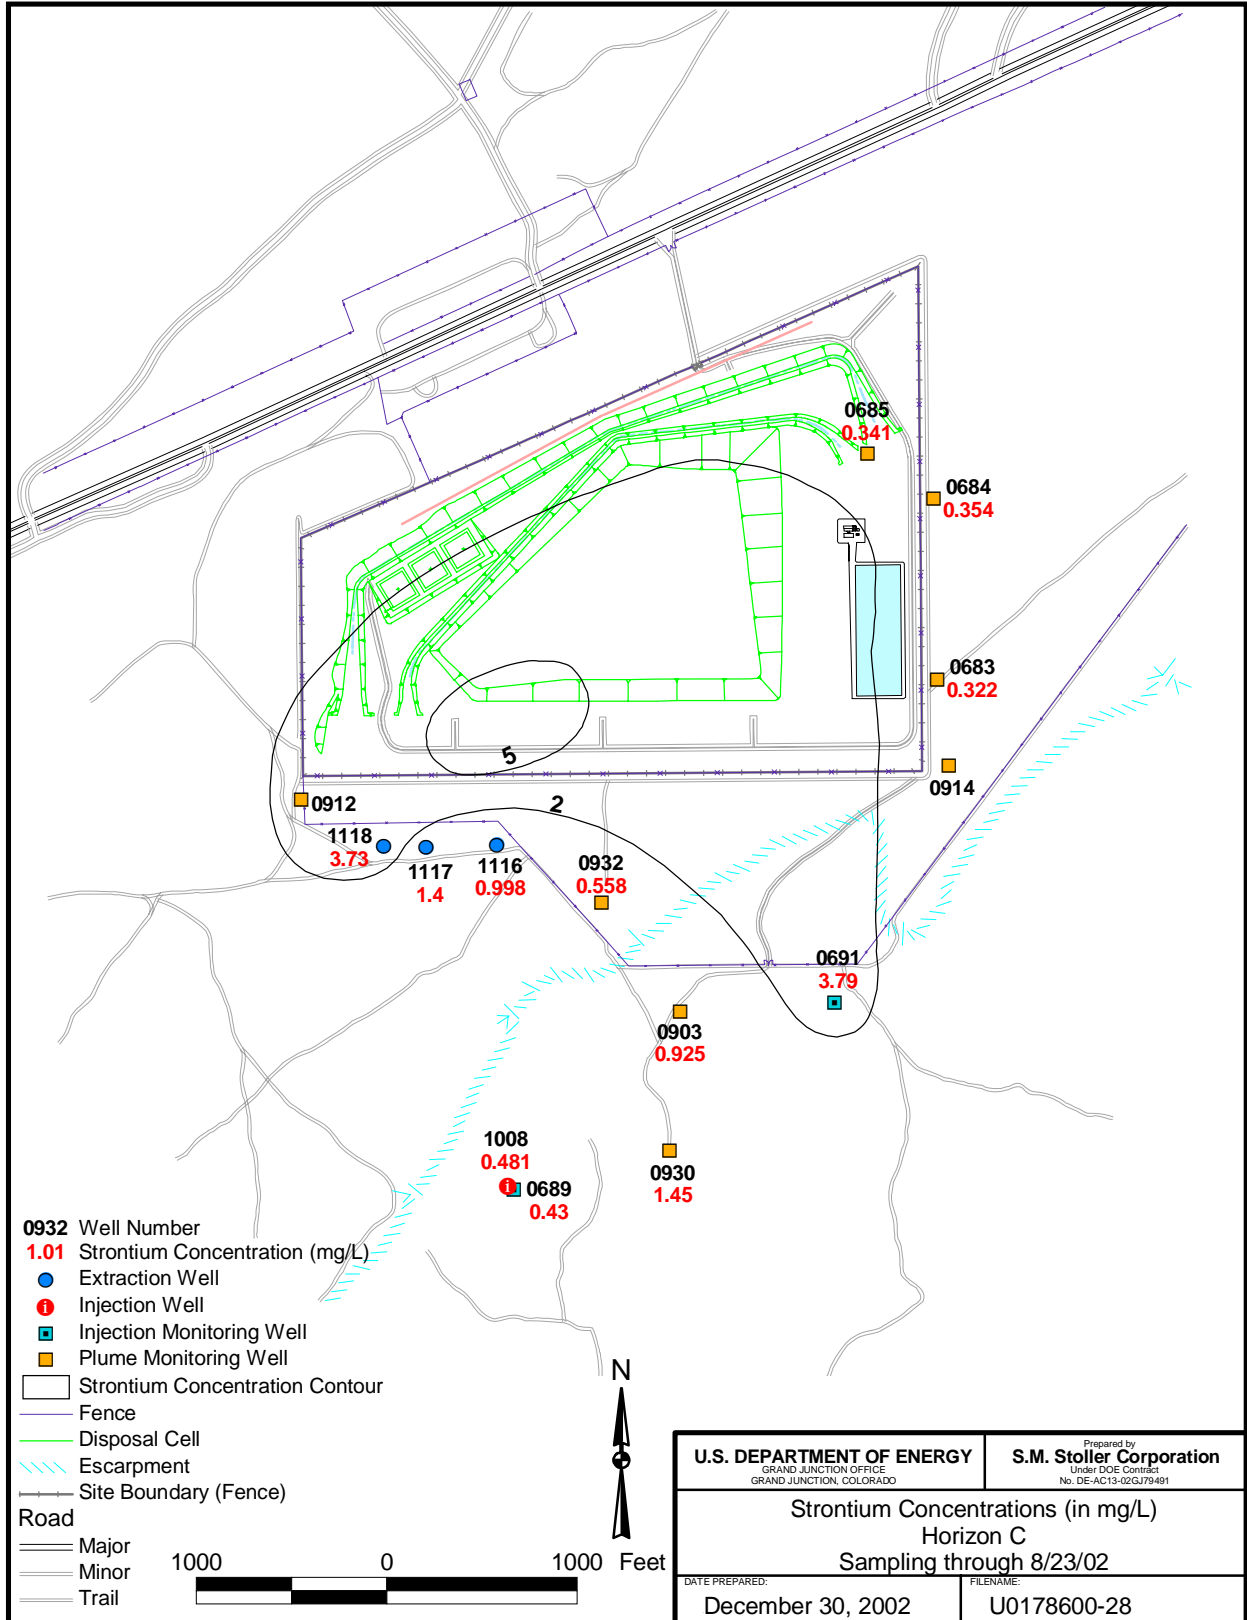 0685
0.341
0684
0.354
0683
0.322
5
0914
0912
2
1118
3.73
1117
1.4
1116
0.998
0932
0.558
0691
3.79
0903
0.925
1008
0.481
i
0689
0.43
0930
1.45
0932 Well Number
1.01 Strontium Concentration (mg/L)
Extraction Well
i Injection Well
Injection Monitoring Well
Plume Monitoring Well
Strontium Concentration Contour
Fence
Disposal Cell
Escarpment
Site Boundary (Fence)
Road
Major
Minor
Trail
N
1000 0 1000 Feet
U.S. DEPARTMENT OF ENERGY
GRAND JUNCTION OFFICE
GRAND JUNCTION, COLORADO
Prepared by
S.M. Stoller Corporation
Under DOE Contract
No. DE-AC13-02GJ79491
Strontium Concentrations (in mg/L)
Horizon C
Sampling through 8/23/02
DATE PREPARED:
December 30, 2002
FILENAME:
U0178600-28